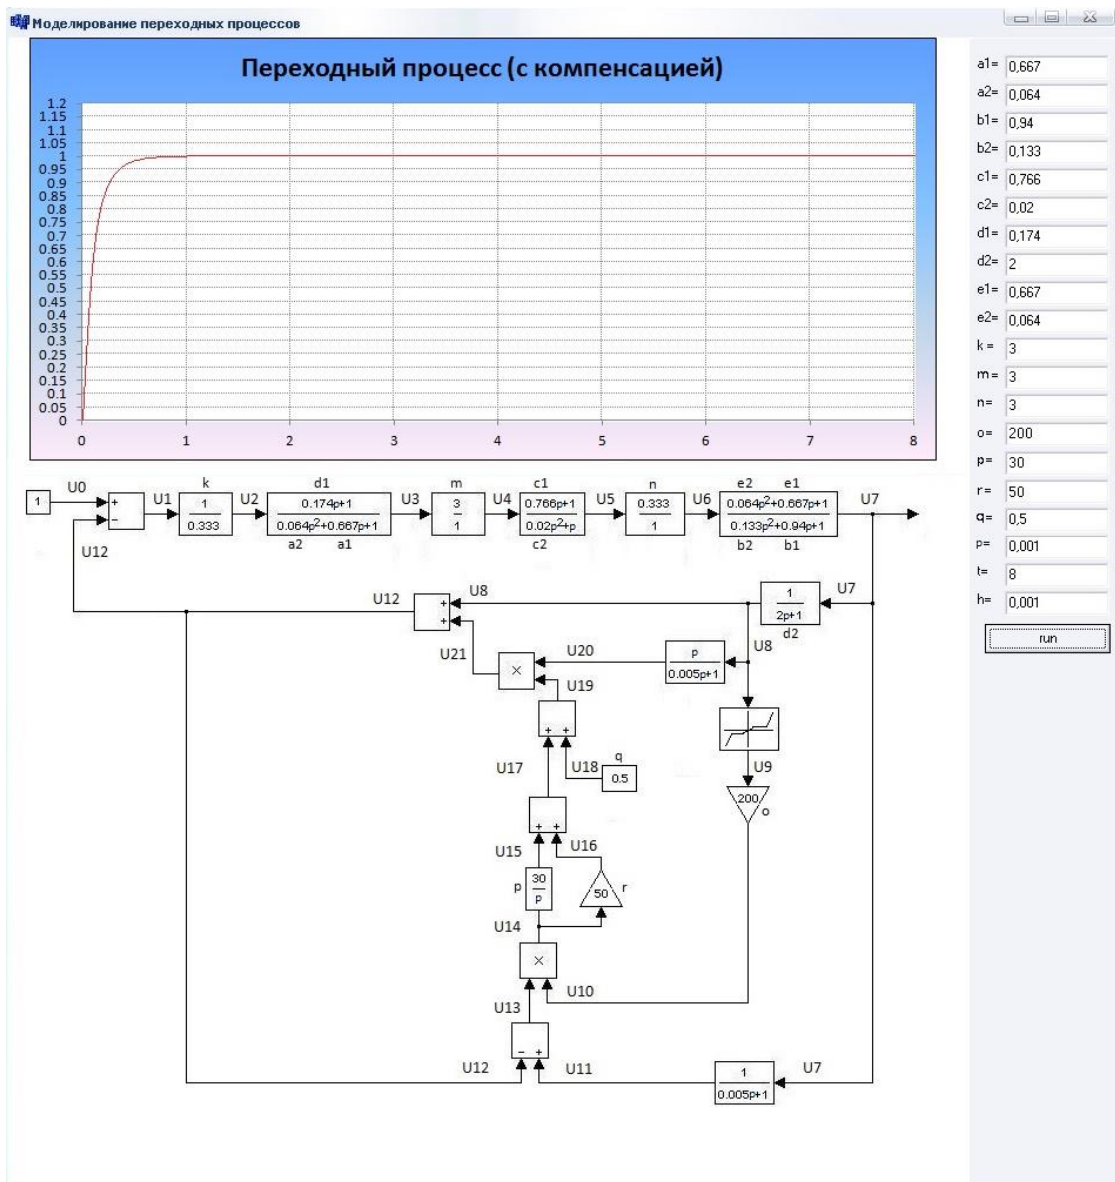 Моделирование переходных процессов
Переходный процесс (с компенсацией)
1.2
1.15
1.1
1.05
1
0.95
0.9
0.85
0.8
0.75
0.7
0.65
0.6
0.55
0.5
0.45
0.4
0.35
0.3
0.25
0.2
0.15
0.1
0.05
0
0 1 2 3 4 5 6 7 8
a1= 0,667
a2= 0,064
b1= 0,94
b2= 0,133
c1= 0,766
c2= 0,02
d1= 0,174
d2= 2
e1= 0,667
e2= 0,064
k= 3
m= 3
n= 3
o= 200
p= 30
r= 50
q= 0,5
p= 0,001
t= 8
h= 0,001
run
k d1 m c1 n e2 e1
U0 U1 U2 U3 U4 U5 U6 U7
1 + 1 0.174p+1 3 0.766p+1 0.333 0.064p²+0.667p+1
− 0.333 0.064p²+0.667p+1 1 0.02p²+p 1 0.133p²+0.94p+1
a2 a1 c2 b2 b1
U12
U12 U8 1 U7
+ 2p+1
+ d2
U21 U20 p U8
× 0.005p+1
U19
+ +
U17 U18 q U9
0.5
200
o
+ +
U15 U16
p 30 50 r
p
U14
×
U10
U13
− +
U12 U11 1 U7
0.005p+1